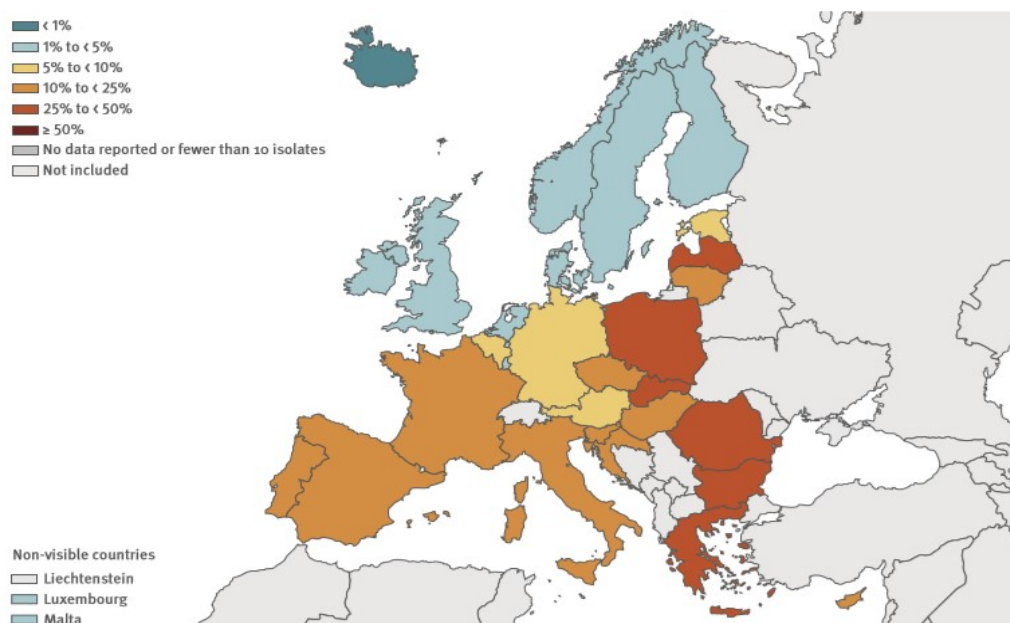 < 1%
1% to < 5%
5% to < 10%
10% to < 25%
25% to < 50%
≥ 50%
No data reported or fewer than 10 isolates
Not included
Non-visible countries
Liechtenstein
Luxembourg
Malta